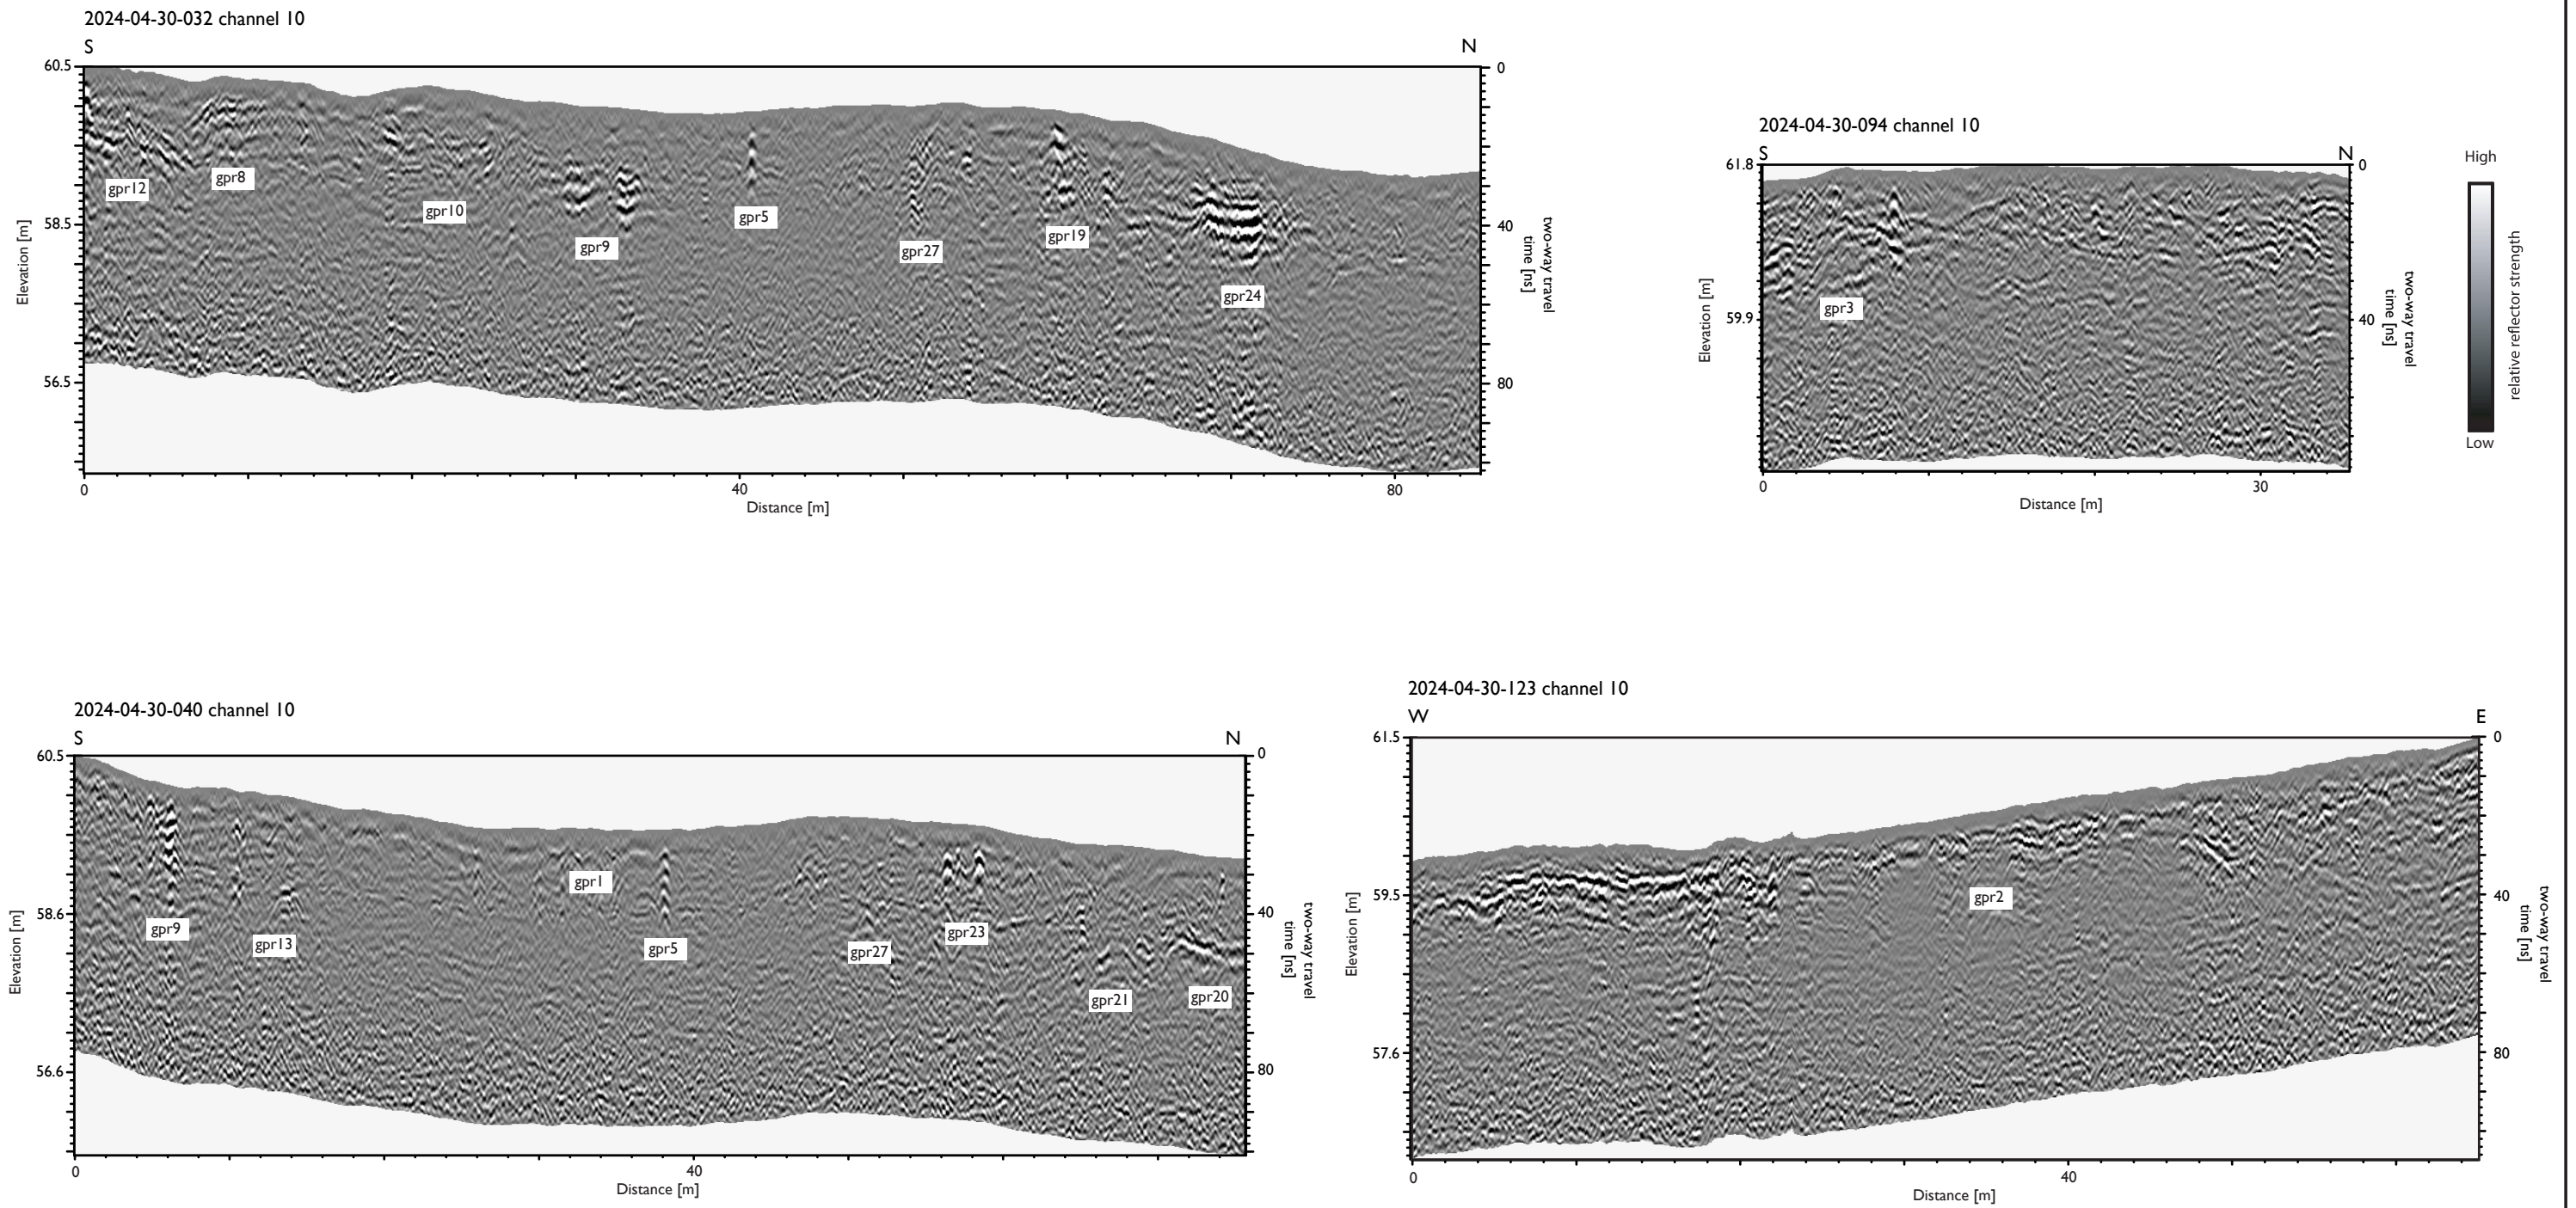 2024-04-30-032 channel 10
S
N
60.5
58.5
56.5
Elevation [m]
0
40
80
two-way travel
time [ns]
gpr12
gpr8
gpr10
gpr9
gpr5
gpr27
gpr19
gpr24
0
40
80
Distance [m]
2024-04-30-094 channel 10
S
N
61.8
59.9
Elevation [m]
0
40
two-way travel
time [ns]
gpr3
0
30
Distance [m]
High
relative reflector strength
Low
2024-04-30-040 channel 10
S
N
60.5
58.6
56.6
Elevation [m]
0
40
80
two-way travel
time [ns]
gpr9
gpr13
gpr1
gpr5
gpr27
gpr23
gpr21
gpr20
0
40
Distance [m]
2024-04-30-123 channel 10
W
E
61.5
59.5
57.6
Elevation [m]
0
40
80
two-way travel
time [ns]
gpr2
0
40
Distance [m]